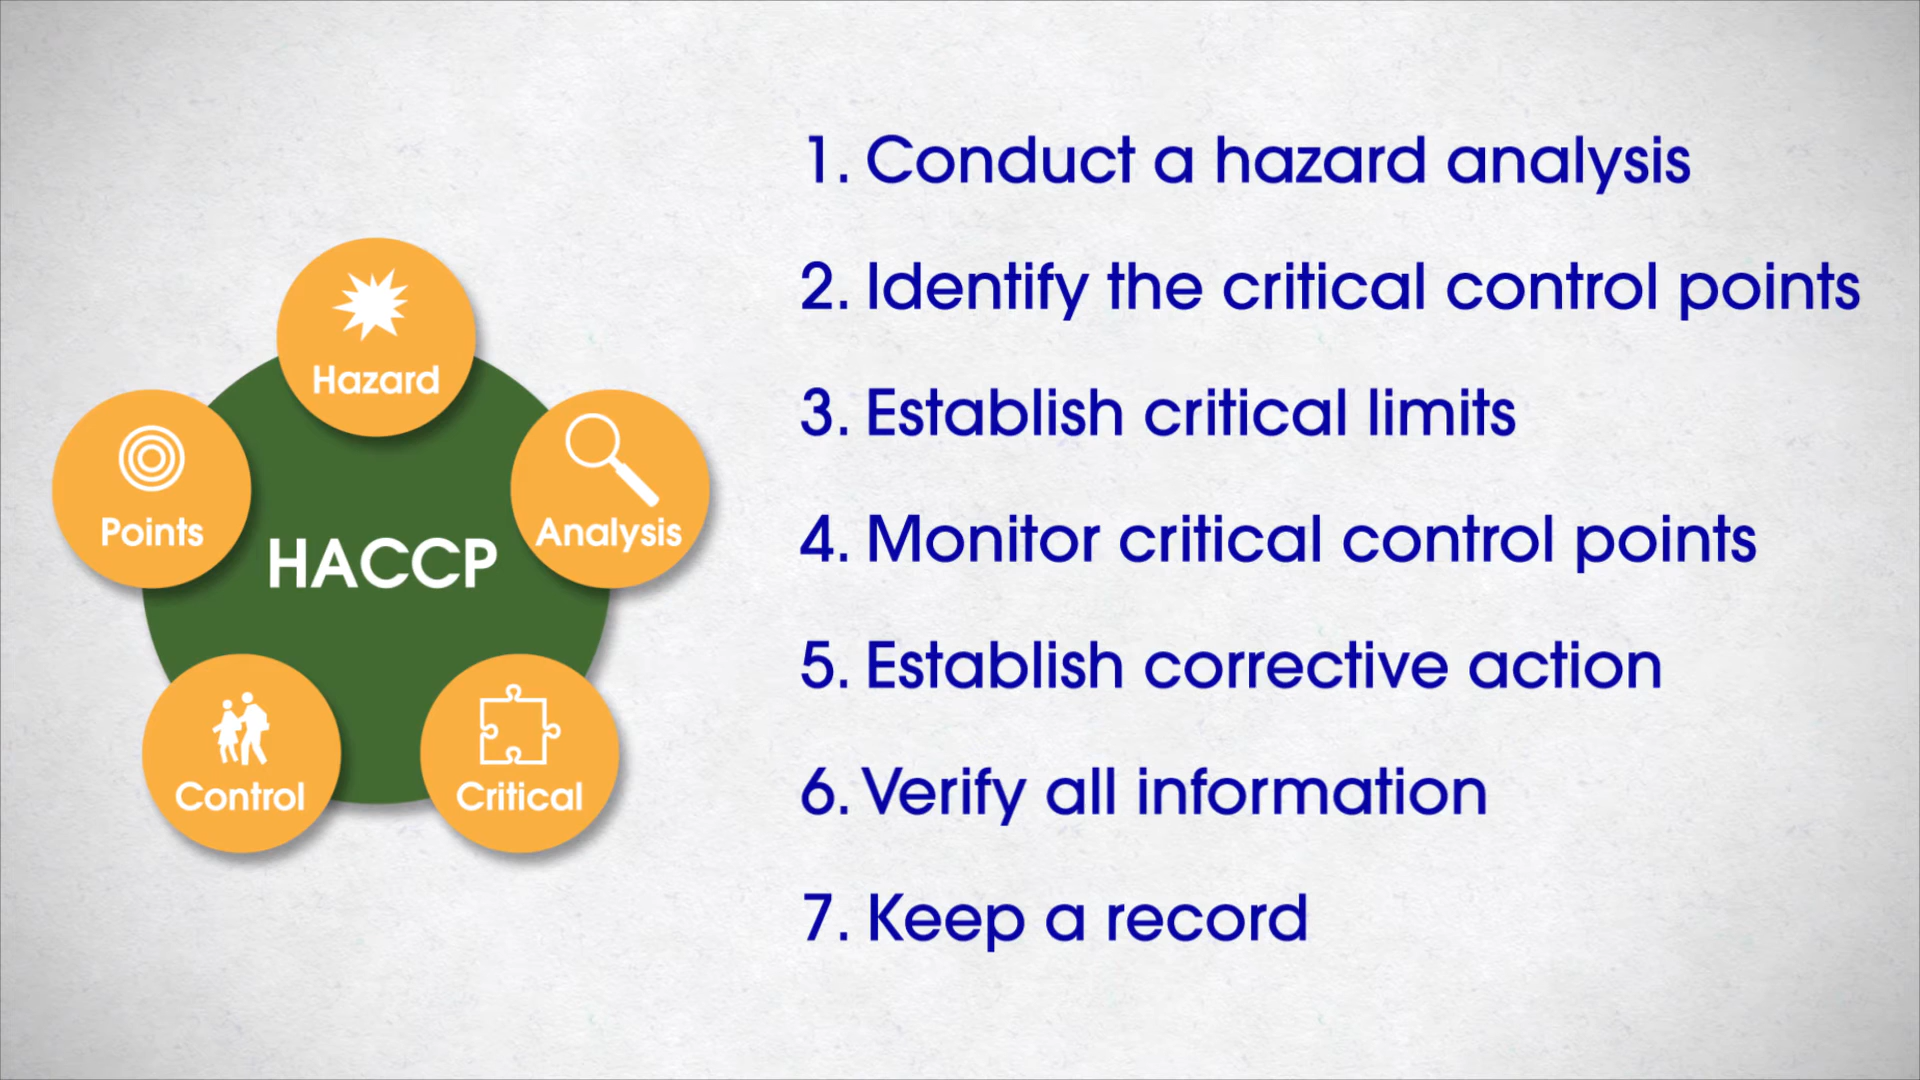 Hazard
Points
Analysis
HACCP
Control
Critical
1. Conduct a hazard analysis
2. Identify the critical control points
3. Establish critical limits
4. Monitor critical control points
5. Establish corrective action
6. Verify all information
7. Keep a record